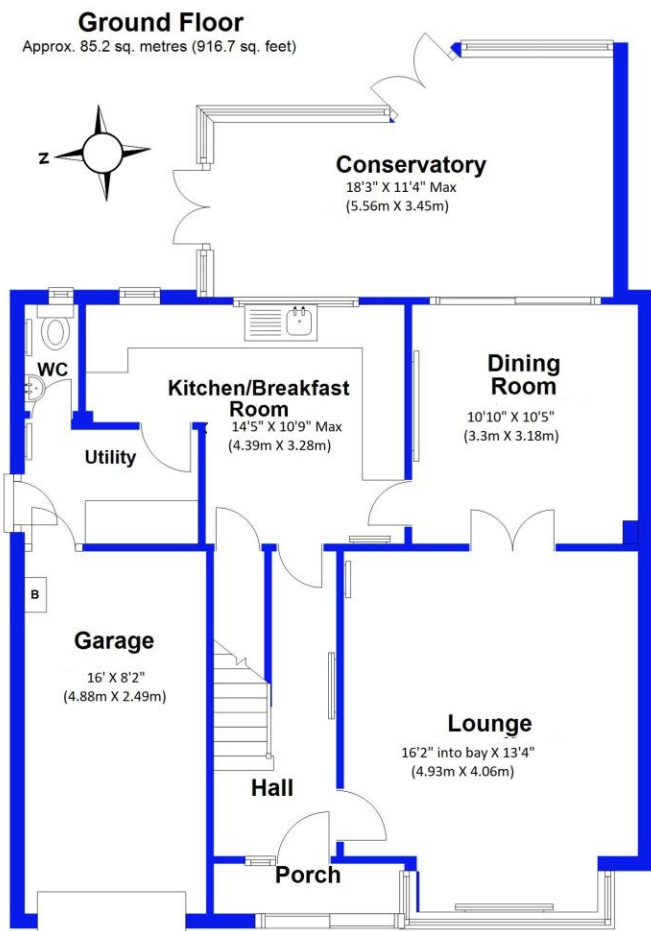 Ground Floor
Approx. 85.2 sq. metres (916.7 sq. feet)
Z
Conservatory
18'3" X 11'4" Max
(5.56m X 3.45m)
WC
Kitchen/Breakfast
Room
14'5" X 10'9" Max
(4.39m X 3.28m)
Dining
Room
10'10" X 10'5"
(3.3m X 3.18m)
Utility
B
Garage
16' X 8'2"
(4.88m X 2.49m)
Lounge
16'2" into bay X 13'4"
(4.93m X 4.06m)
Hall
Porch